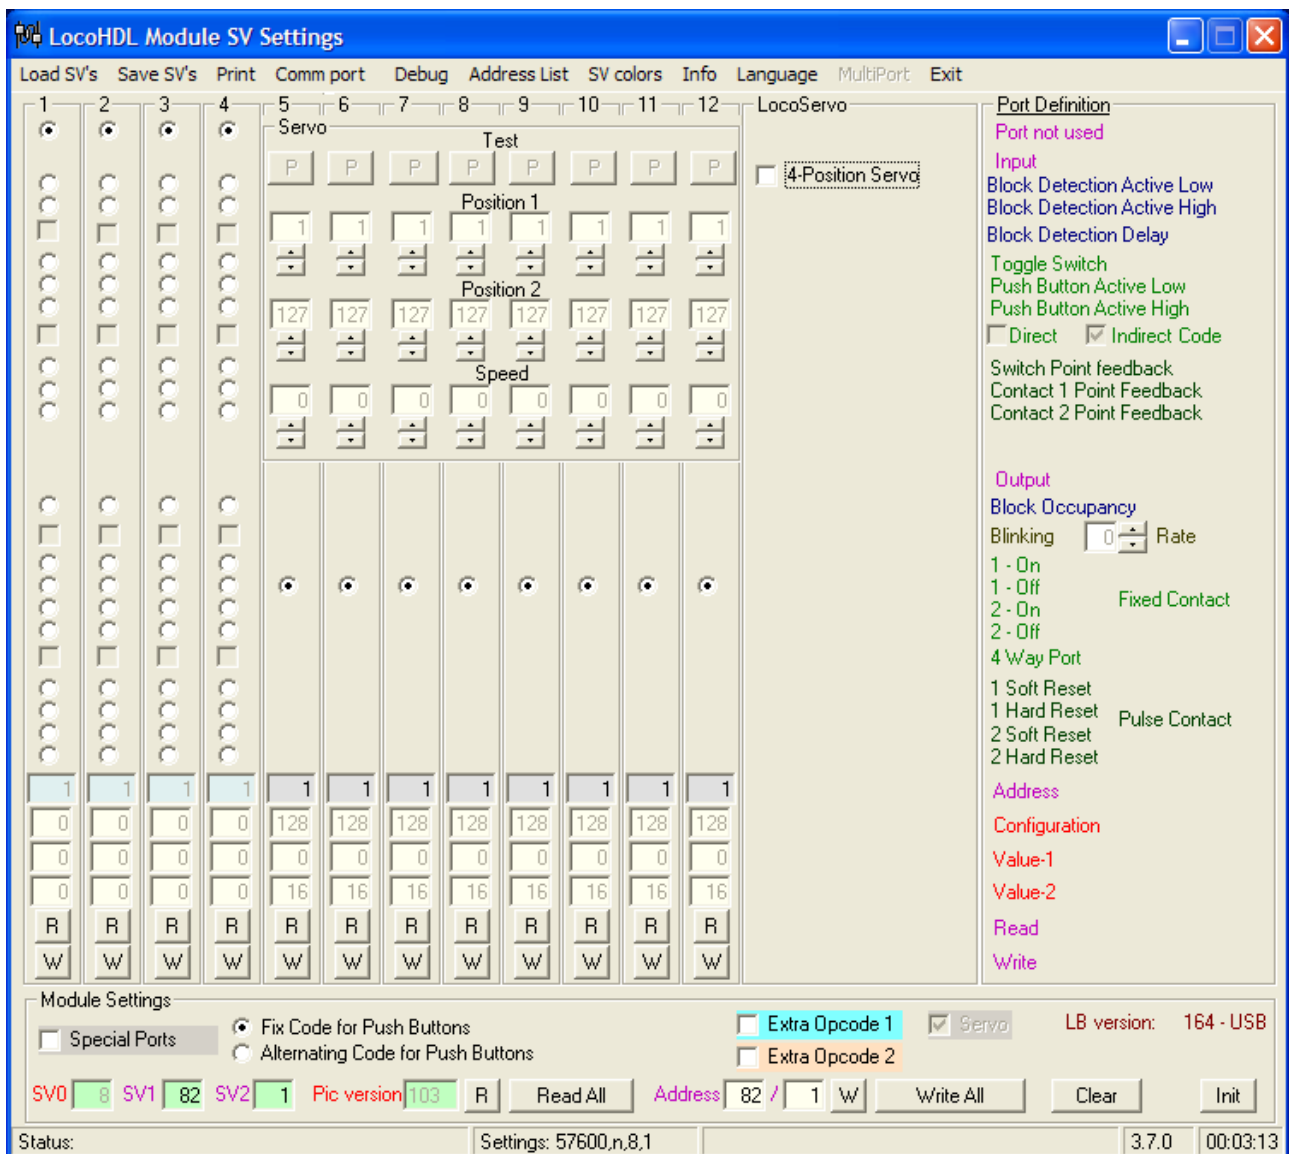 LocoHDL Module SV Settings
Load SV's Save SV's Print Comm port Debug Address List SV colors Info Language MultiPort Exit
1 2 3 4 5 6 7 8 9 10 11 12 LocoServo Port Definition
Servo
Test
P P P P P P P P
4-Position Servo
Position 1
1 1 1 1 1 1 1 1
Position 2
127 127 127 127 127 127 127 127
Speed
0 0 0 0 0 0 0 0
Port not used
Input
Block Detection Active Low
Block Detection Active High
Block Detection Delay
Toggle Switch
Push Button Active Low
Push Button Active High
Direct Indirect Code
Switch Point feedback
Contact 1 Point Feedback
Contact 2 Point Feedback
Output
Block Occupancy
Blinking 0 Rate
1 - On
1 - Off
2 - On
2 - Off
Fixed Contact
4 Way Port
1 Soft Reset
1 Hard Reset
2 Soft Reset
2 Hard Reset
Pulse Contact
1 1 1 1 1 1 1 1 1 1 1 1 Address
0 0 0 0 128 128 128 128 128 128 128 128 Configuration
0 0 0 0 0 0 0 0 0 0 0 0 Value-1
0 0 0 0 16 16 16 16 16 16 16 16 Value-2
R R R R R R R R R R R R Read
W W W W W W W W W W W W Write
Module Settings
Special Ports
Fix Code for Push Buttons
Alternating Code for Push Buttons
Extra Opcode 1
Extra Opcode 2
Servo
LB version: 164 - USB
SV0 8 SV1 82 SV2 1 Pic version 103 R Read All Address 82 / 1 W Write All Clear Init
Status: Settings: 57600,n,8,1 3.7.0 00:03:13